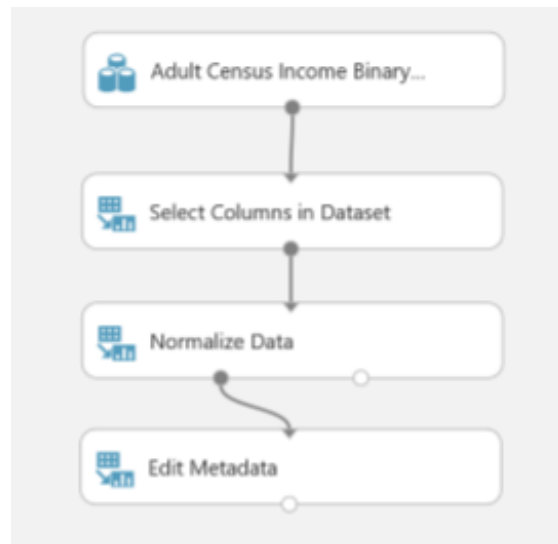 Adult Census Income Binary...
Select Columns in Dataset
Normalize Data
Edit Metadata